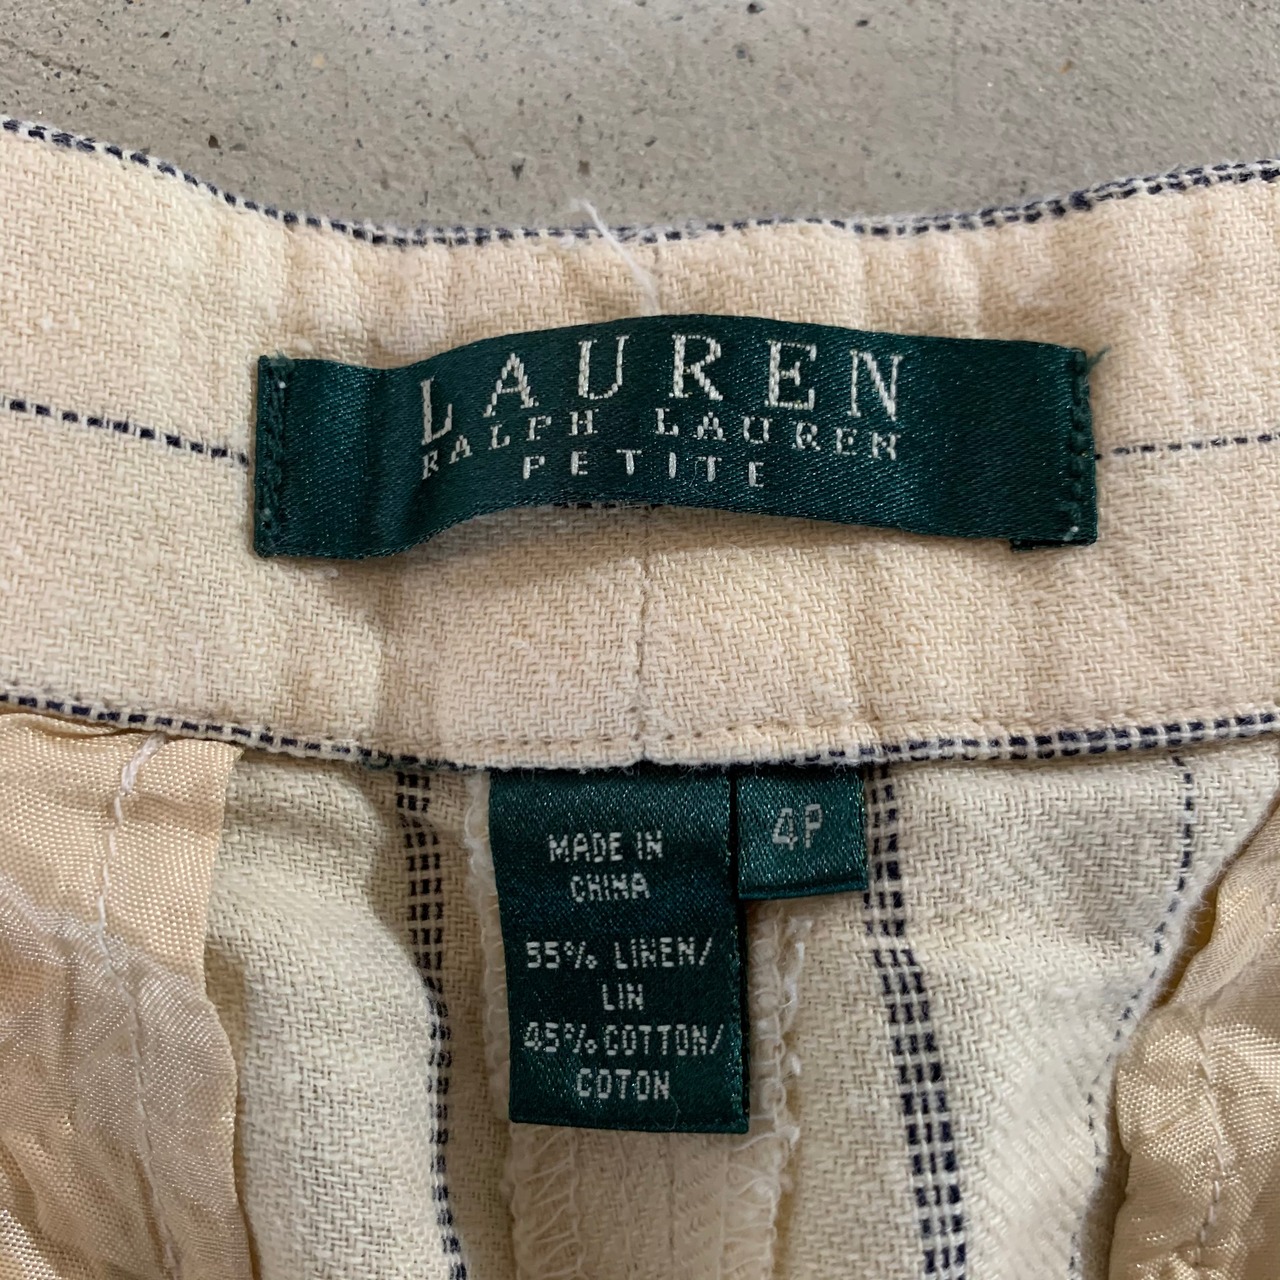 LAUREN
RALPH LAUREN
PETITE
MADE IN
CHINA
55% LINEN/
LIN
45% COTTON/
COTON
4P